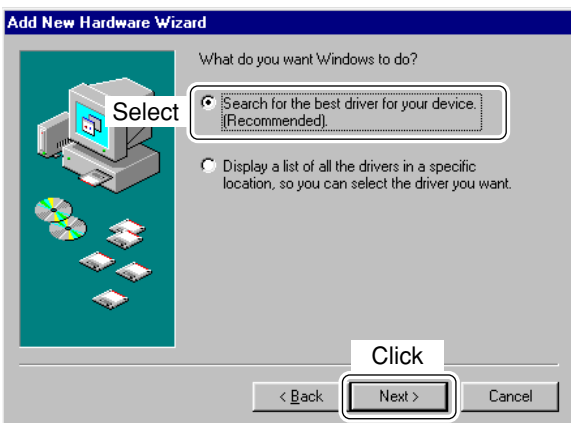 Add New Hardware Wizard
What do you want Windows to do?
Select
Search for the best driver for your device.
(Recommended).
Display a list of all the drivers in a specific
location, so you can select the driver you want.
Click
< Back
Next >
Cancel